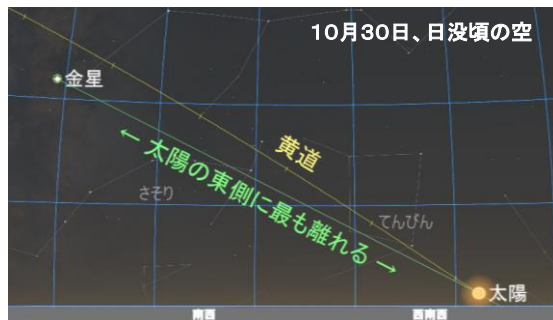 10月30日、日没頃の空
金星
黄道
← 太陽の東側に最も離れる →
さそり
てんびん
太陽
南西
西南西